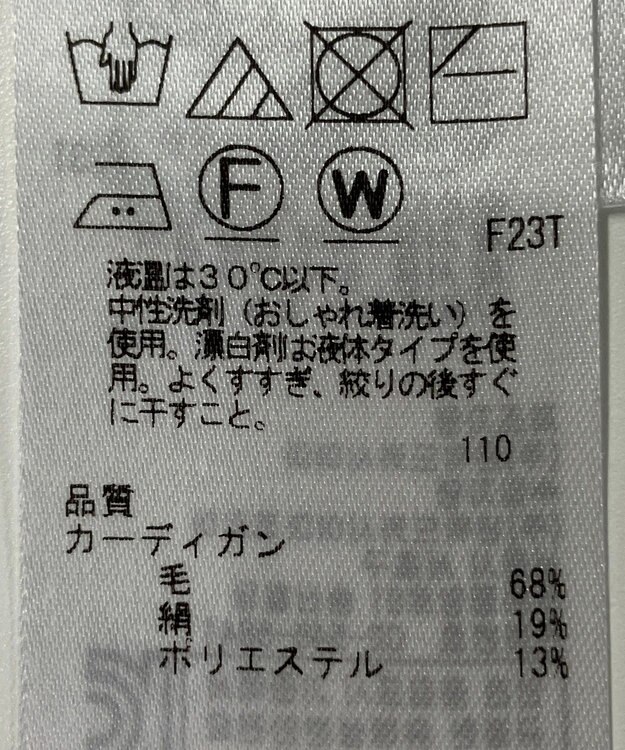 F
W
F23T
液温は30℃以下。
中性洗剤（おしゃれ着洗い）を
使用。漂白剤は液体タイプを使
用。よくすすぎ、絞りの後すぐ
に干すこと。
110
品質
カーディガン
毛 68%
絹 19%
ポリエステル 13%